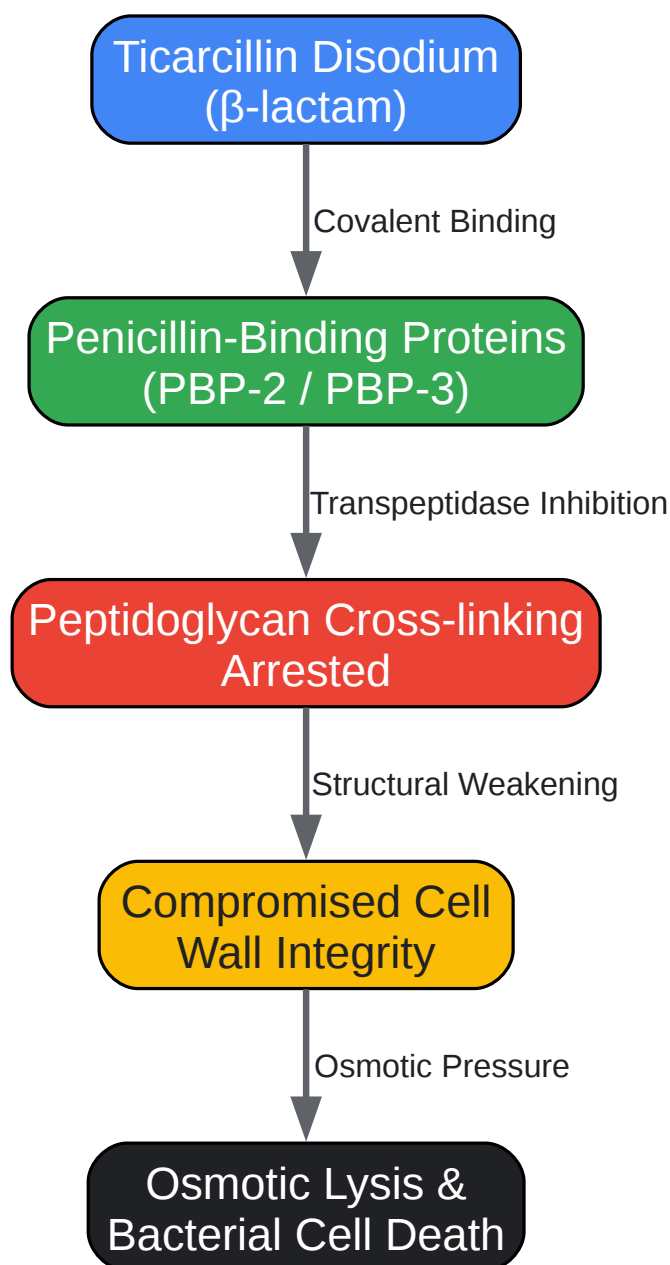 Ticarcillin Disodium
(β-lactam)
Covalent Binding
Penicillin-Binding Proteins
(PBP-2 / PBP-3)
Transpeptidase Inhibition
Peptidoglycan Cross-linking
Arrested
Structural Weakening
Compromised Cell
Wall Integrity
Osmotic Pressure
Osmotic Lysis &
Bacterial Cell Death